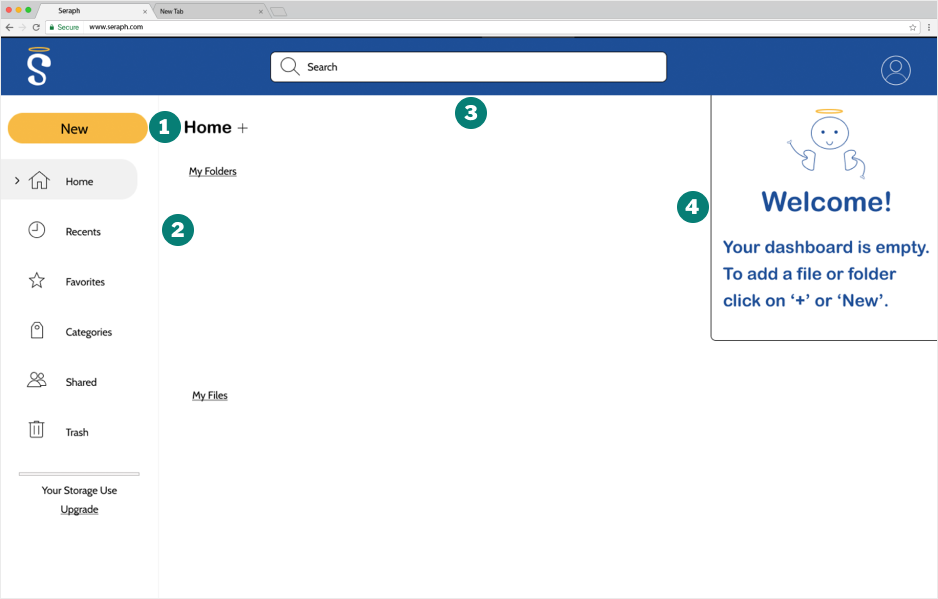 Seraph
New Tab
Secure www.seraph.com
S
Search
New
1
Home +
3
My Folders
Home
2
Recents
Favorites
Categories
Shared
Trash
Your Storage Use
Upgrade
My Files
4
Welcome!
Your dashboard is empty.
To add a file or folder
click on ‘+’ or ‘New’.